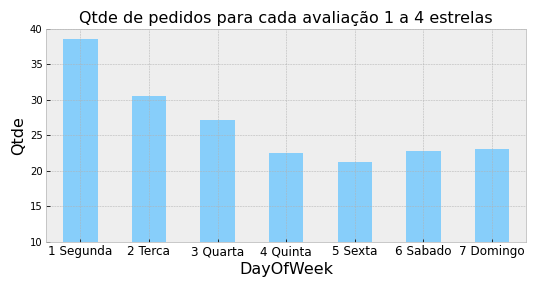 Qtde de pedidos para cada avaliação 1 a 4 estrelas
40
35
30
25
20
15
10
Qtde
1 Segunda 2 Terca 3 Quarta 4 Quinta 5 Sexta 6 Sabado 7 Domingo
DayOfWeek